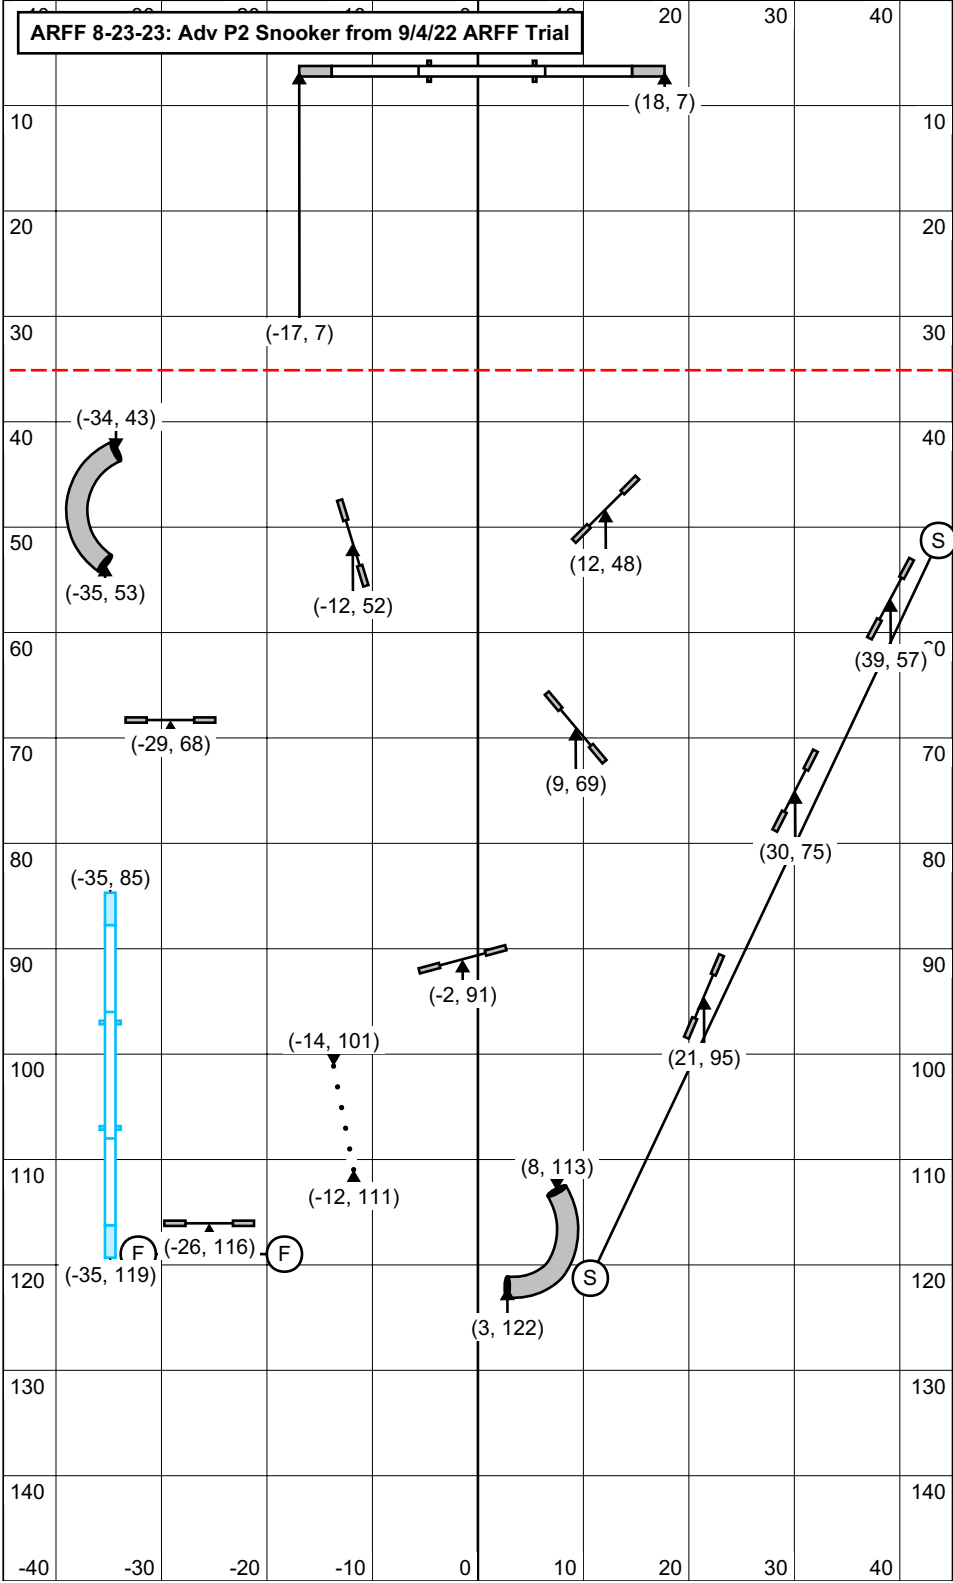 20 30 40
ARFF 8-23-23: Adv P2 Snooker from 9/4/22 ARFF Trial
(18, 7)
10 10
20 20
30 (-17, 7) 30
(-34, 43)
40 40
50 50
S
(-35, 53) (-12, 52) (12, 48)
60
(39, 57)
(-29, 68)
70 (9, 69) 70
80 (30, 75) 80
(-35, 85)
90 90
(-2, 91)
(-14, 101)
100 (21, 95) 100
110 (8, 113) 110
(-12, 111)
F (-26, 116) F
120 (-35, 119) S 120
(3, 122)
130 130
140 140
-40 -30 -20 -10 0 10 20 30 40